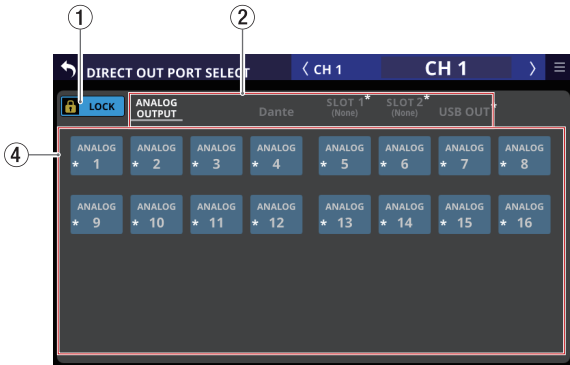 1
2
DIRECT OUT PORT SELECT
CH 1
CH 1
LOCK
ANALOG
OUTPUT
Dante
SLOT 1*
(None)
SLOT 2*
(None)
USB OUT*
4
ANALOG
* 1
ANALOG
* 2
ANALOG
* 3
ANALOG
* 4
ANALOG
* 5
ANALOG
* 6
ANALOG
* 7
ANALOG
* 8
ANALOG
* 9
ANALOG
* 10
ANALOG
* 11
ANALOG
* 12
ANALOG
* 13
ANALOG
* 14
ANALOG
* 15
ANALOG
* 16